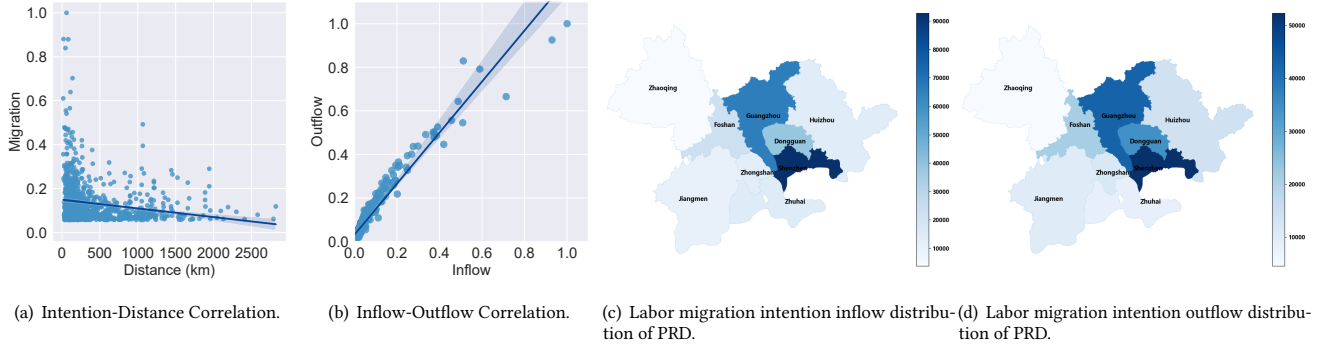 1.0
0.8
0.6
0.4
0.2
0.0
Migration
0
500
1000
1500
2000
2500
Distance (km)
1.0
0.8
0.6
0.4
0.2
0.0
Outflow
0.0
0.2
0.4
0.6
0.8
1.0
Inflow
Zhaoqing
Guangzhou
Foshan
Huizhou
Dongguan
Shenzhen
Zhongshan
Jiangmen
Zhuhai
90000
80000
70000
60000
50000
40000
30000
20000
10000
Zhaoqing
Guangzhou
Foshan
Huizhou
Dongguan
Shenzhen
Zhongshan
Jiangmen
Zhuhai
50000
40000
30000
20000
10000
(a) Intention-Distance Correlation.
(b) Inflow-Outflow Correlation.
(c) Labor migration intention inflow distribu-
tion of PRD.
(d) Labor migration intention outflow distribu-
tion of PRD.